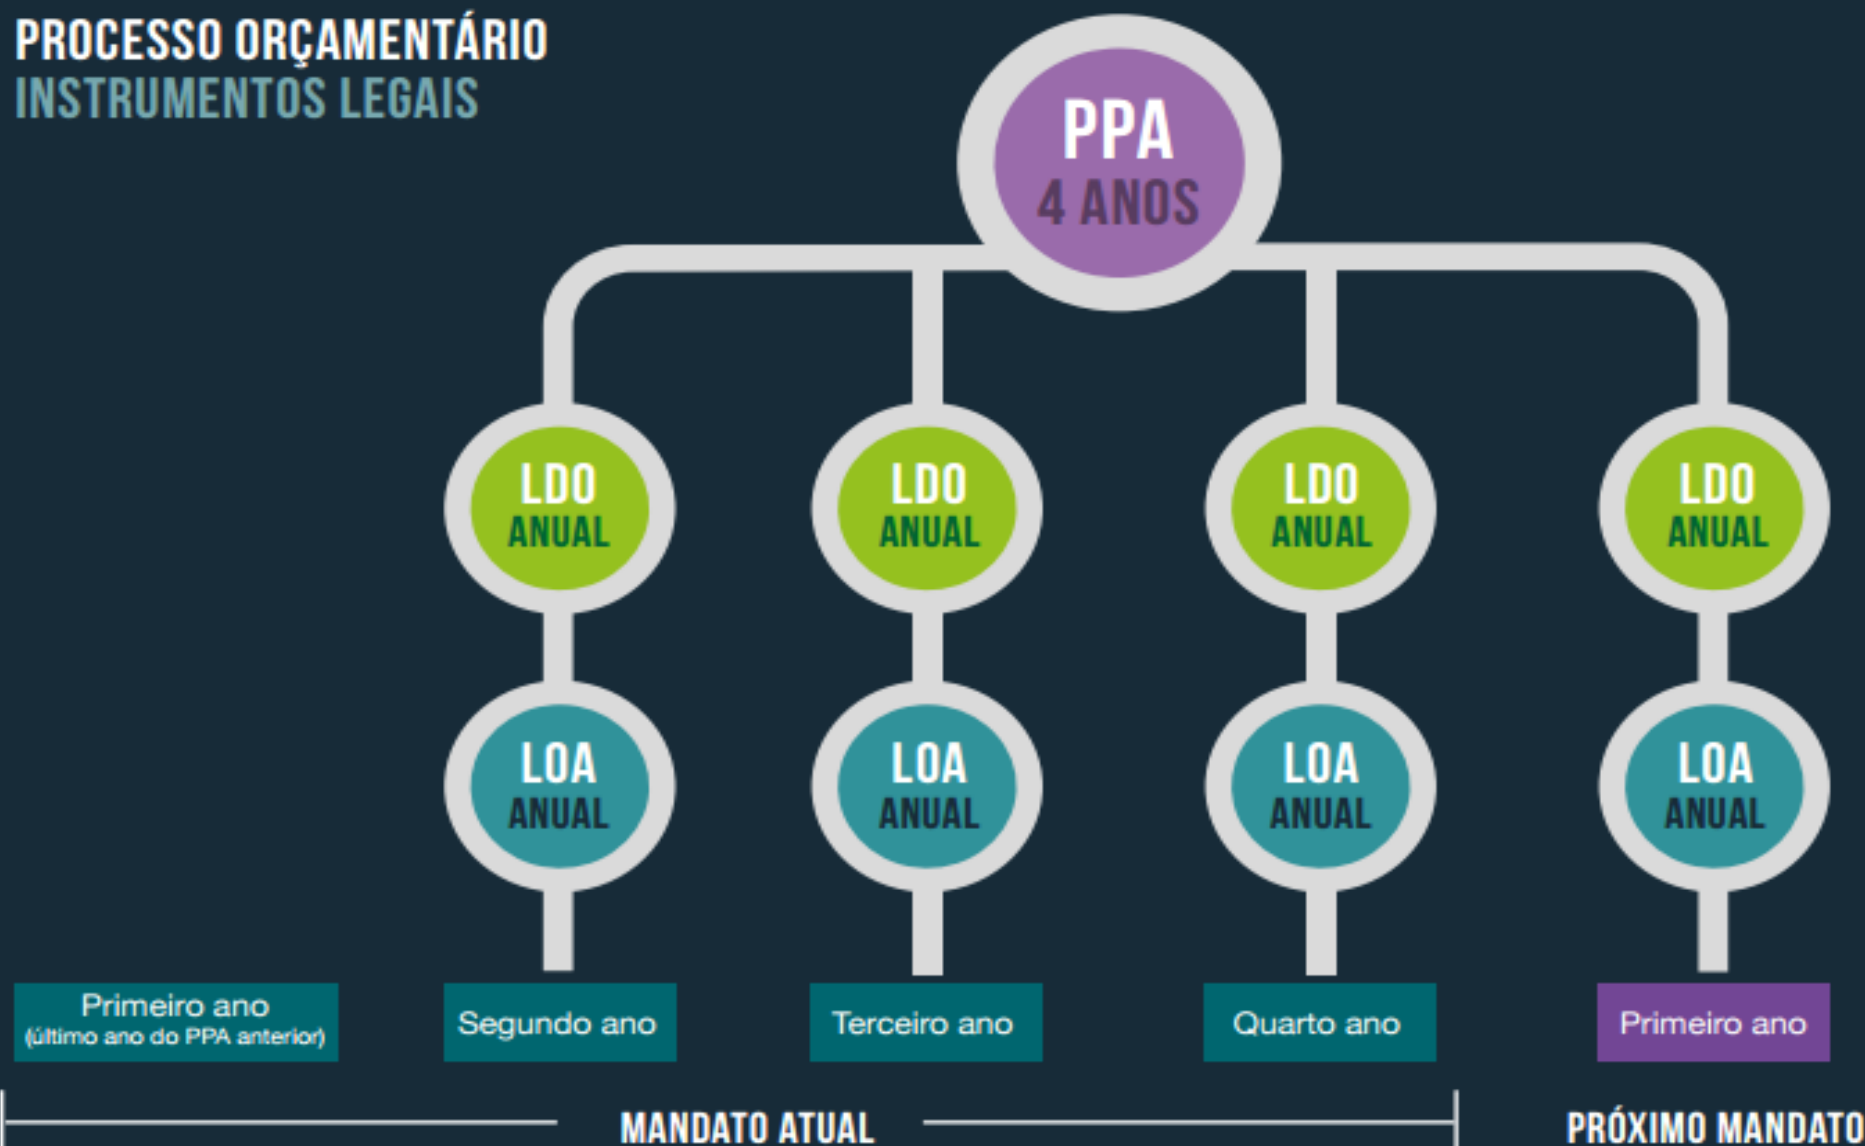 PROCESSO ORÇAMENTÁRIO
INSTRUMENTOS LEGAIS
PPA
4 ANOS
LDO
ANUAL
LDO
ANUAL
LDO
ANUAL
LDO
ANUAL
LOA
ANUAL
LOA
ANUAL
LOA
ANUAL
LOA
ANUAL
Primeiro ano
(último ano do PPA anterior)
Segundo ano
Terceiro ano
Quarto ano
Primeiro ano
MANDATO ATUAL
PRÓXIMO MANDATO